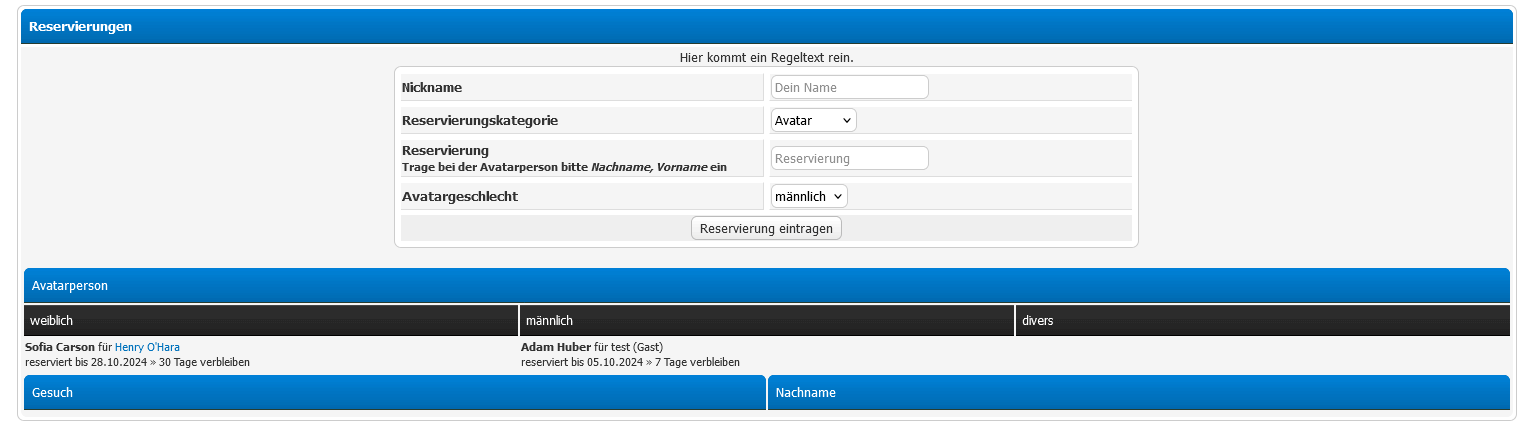 Reservierungen
Hier kommt ein Regeltext rein.
Nickname
Dein Name
Reservierungskategorie
Avatar
Reservierung
Trage bei der Avatarperson bitte Nachname, Vorname ein
Reservierung
Avatargeschlecht
männlich
Reservierung eintragen
Avatarperson
weiblich
männlich
divers
Sofia Carson für Henry O'Hara
reserviert bis 28.10.2024 » 30 Tage verbleiben
Adam Huber für test (Gast)
reserviert bis 05.10.2024 » 7 Tage verbleiben
Gesuch
Nachname